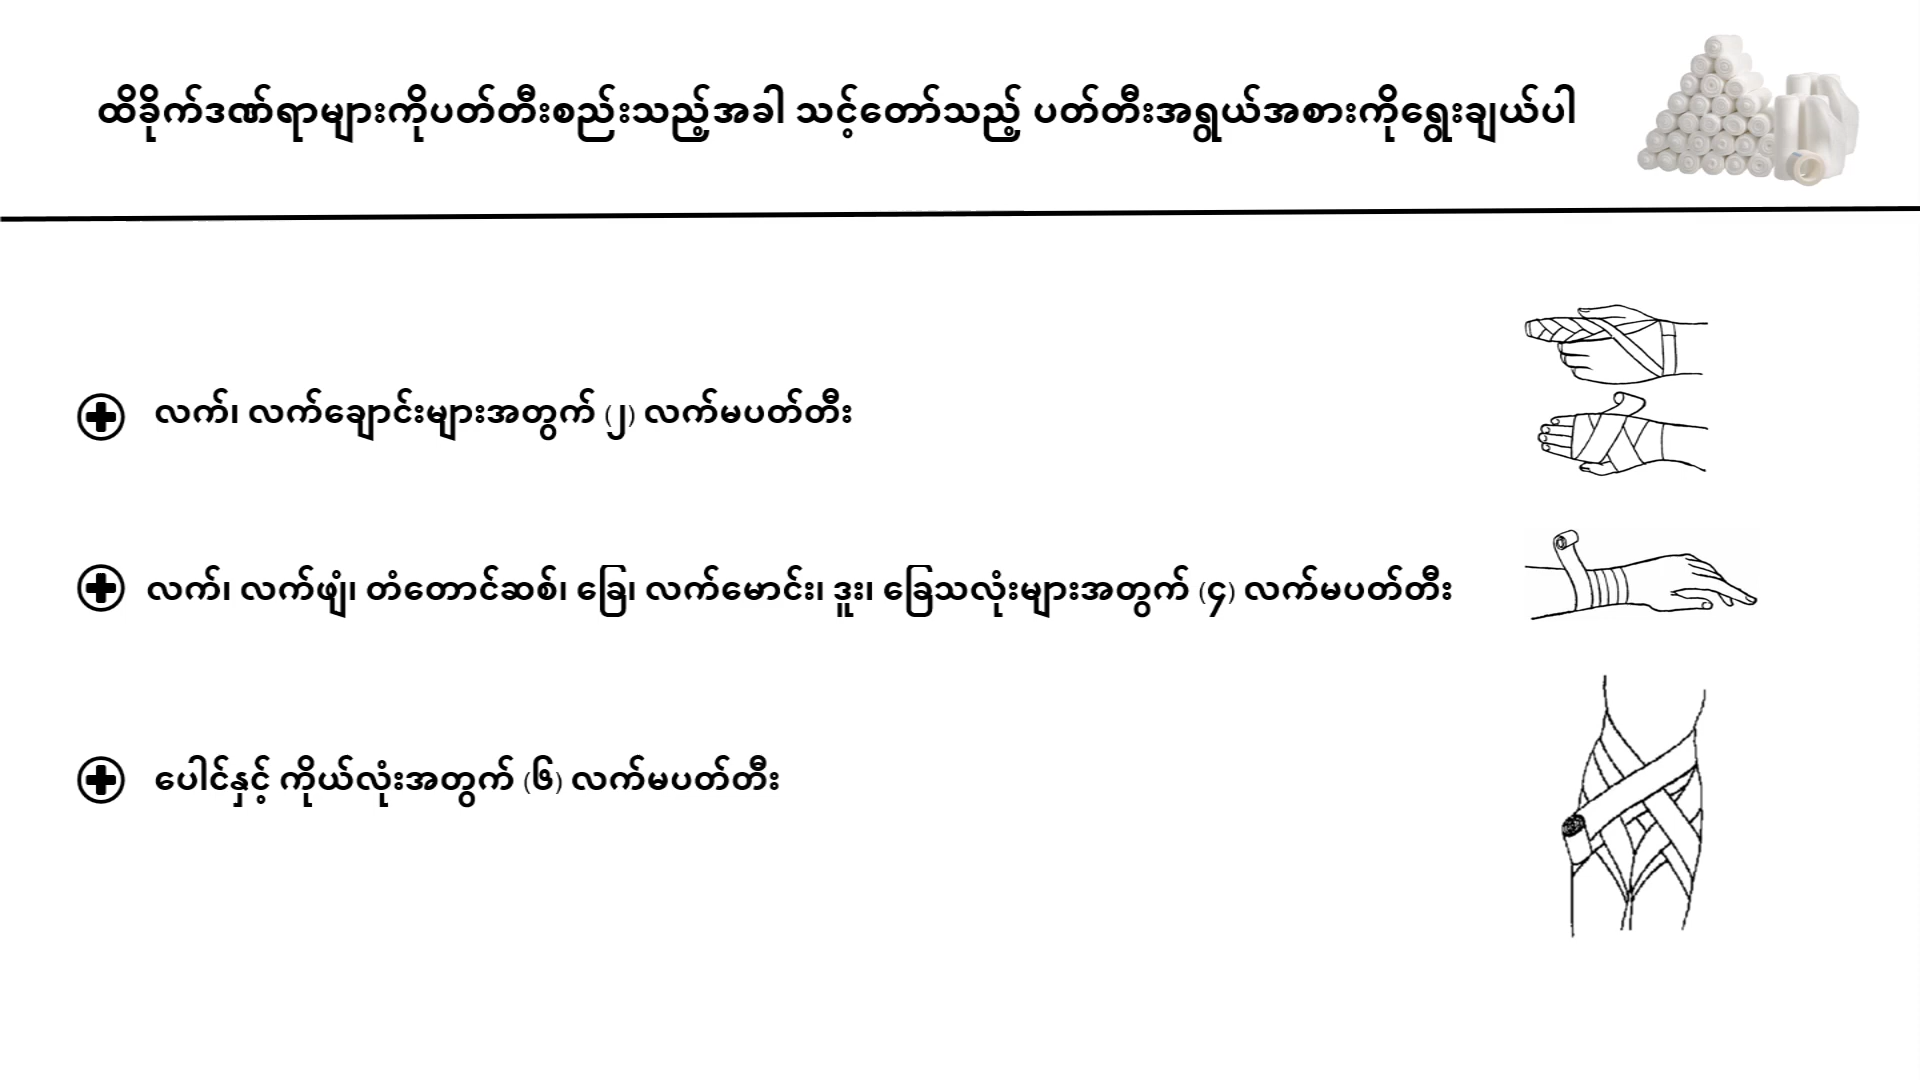 ထိခိုက်ဒဏ်ရာများကိုပတ်တီးစည်းသည့်အခါ သင့်တော်သည့် ပတ်တီးအရွယ်အစားကိုရွေးချယ်ပါ
လက်၊ လက်ချောင်းများအတွက် (၂) လက်မပတ်တီး
လက်၊ လက်ဖျံ၊ တံတောင်ဆစ်၊ ခြေ၊ လက်မောင်း၊ ဒူး၊ ခြေသလုံးများအတွက် (၄) လက်မပတ်တီး
ပေါင်နှင့် ကိုယ်လုံးအတွက် (၆) လက်မပတ်တီး